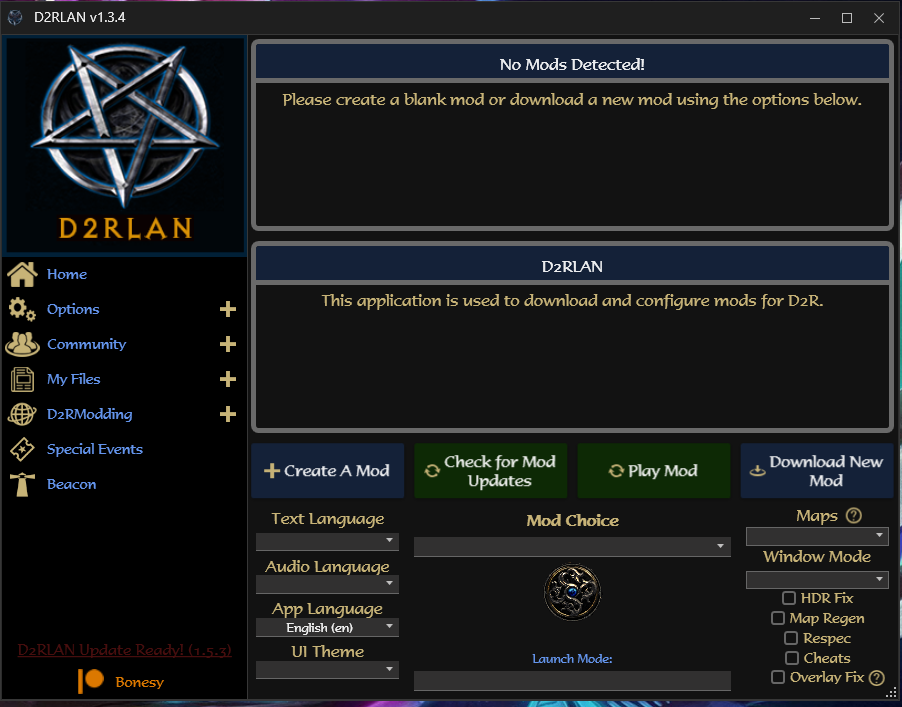 D2RLAN v1.3.4
D2RLAN
Home
Options
Community
My Files
D2RModding
Special Events
Beacon
D2RLAN Update Ready! (1.5.3)
Bonesy
No Mods Detected!
Please create a blank mod or download a new mod using the options below.
D2RLAN
This application is used to download and configure mods for D2R.
Create A Mod
Check for Mod
Updates
Play Mod
Download New
Mod
Text Language
Audio Language
App Language
English (en)
UI Theme
Mod Choice
Launch Mode:
Maps ?
Window Mode
HDR Fix
Map Regen
Respec
Cheats
Overlay Fix ?